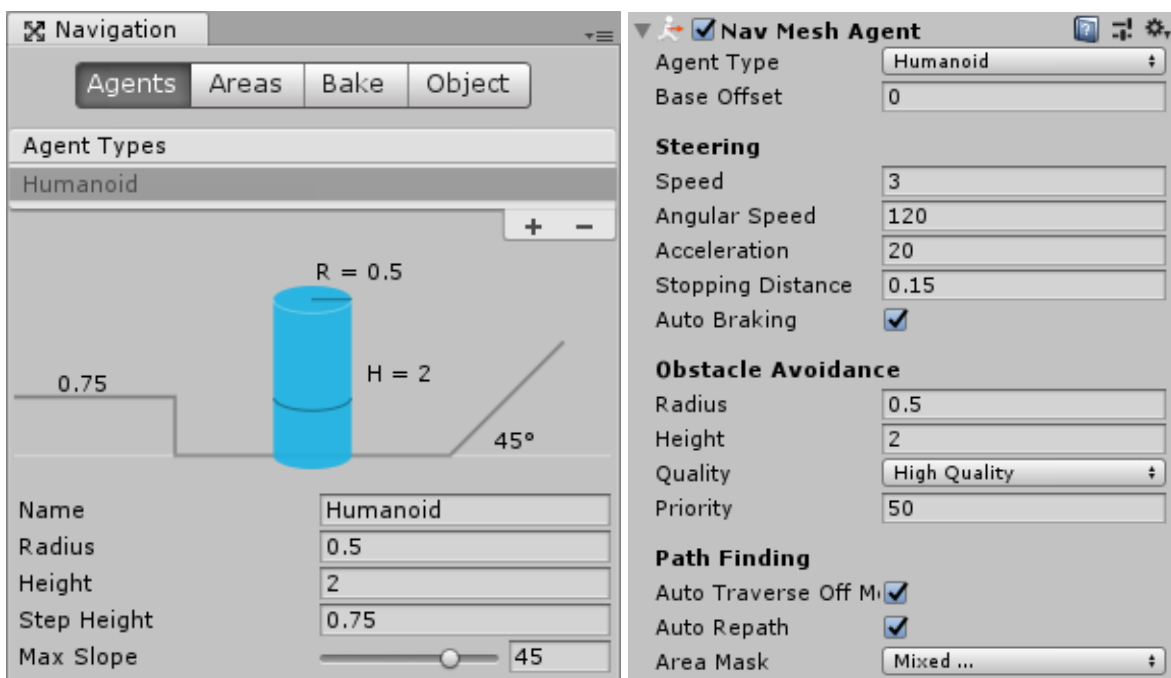 Navigation
Agents Areas Bake Object
Agent Types
Humanoid
+ −
R = 0.5
H = 2
0.75
45°
Name Humanoid
Radius 0.5
Height 2
Step Height 0.75
Max Slope 45
Nav Mesh Agent
Agent Type Humanoid
Base Offset 0
Steering
Speed 3
Angular Speed 120
Acceleration 20
Stopping Distance 0.15
Auto Braking
Obstacle Avoidance
Radius 0.5
Height 2
Quality High Quality
Priority 50
Path Finding
Auto Traverse Off M
Auto Repath
Area Mask Mixed ...